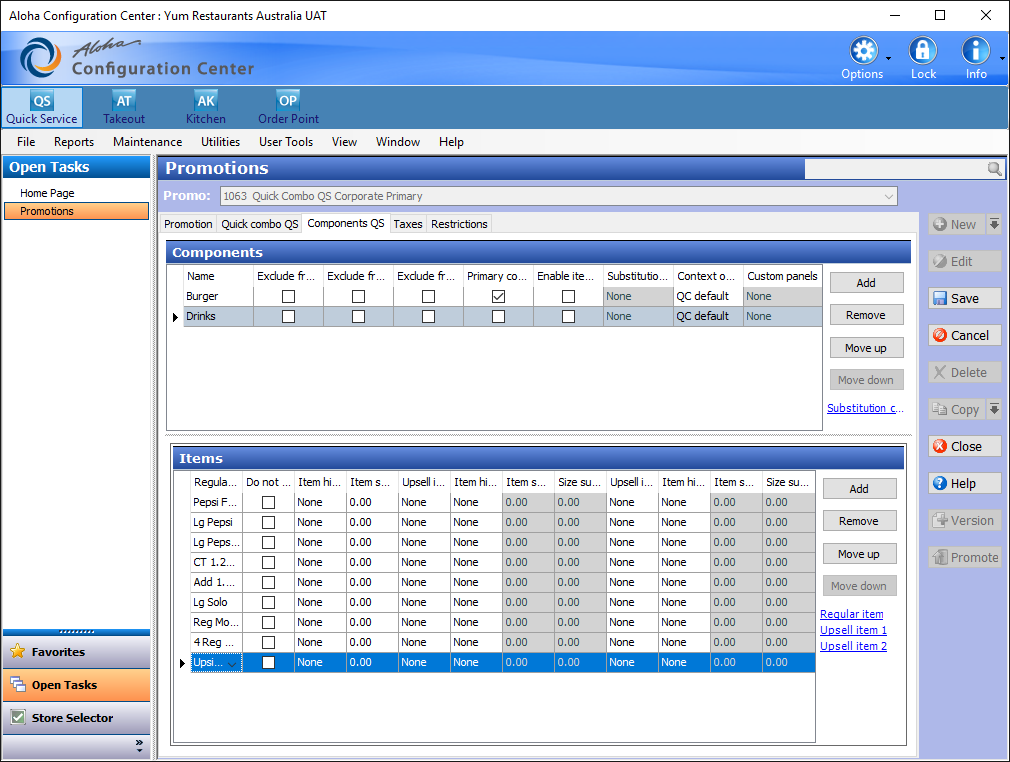 Aloha Configuration Center : Yum Restaurants Australia UAT
Aloha
Configuration Center
Options Lock Info
QS AT AK OP
Quick Service Takeout Kitchen Order Point
File Reports Maintenance Utilities User Tools View Window Help
Open Tasks
Home Page
Promotions
Favorites
Open Tasks
Store Selector
Promotions
Promo: 1063 Quick Combo QS Corporate Primary
Promotion Quick combo QS Components QS Taxes Restrictions
Components
Name Exclude fr... Exclude fr... Exclude fr... Primary co... Enable ite... Substitutio... Context o... Custom panels
Burger None QC default None
Drinks None QC default None
Add
Remove
Move up
Move down
Substitution c...
Items
Regula... Do not ... Item hi... Item s... Upsell i... Item hi... Item s... Size su... Upsell i... Item hi... Item s... Size su...
Pepsi F... None 0.00 None None 0.00 0.00 None None 0.00 0.00
Lg Pepsi None 0.00 None None 0.00 0.00 None None 0.00 0.00
Lg Peps... None 0.00 None None 0.00 0.00 None None 0.00 0.00
CT 1.2... None 0.00 None None 0.00 0.00 None None 0.00 0.00
Add 1.... None 0.00 None None 0.00 0.00 None None 0.00 0.00
Lg Solo None 0.00 None None 0.00 0.00 None None 0.00 0.00
Reg Mo... None 0.00 None None 0.00 0.00 None None 0.00 0.00
4 Reg ... None 0.00 None None 0.00 0.00 None None 0.00 0.00
Upsi... None 0.00 None None 0.00 0.00 None None 0.00 0.00
Add
Remove
Move up
Move down
Regular item
Upsell item 1
Upsell item 2
New
Edit
Save
Cancel
Delete
Copy
Close
Help
Version
Promote